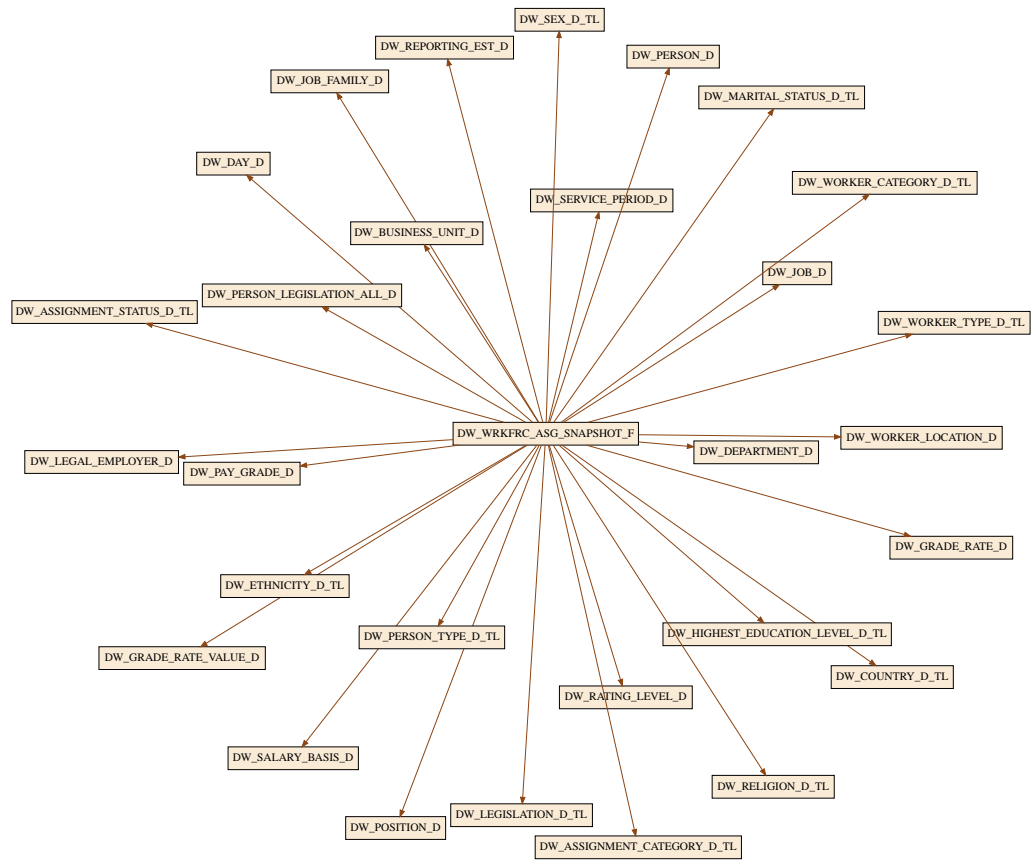 DW_SEX_D_TL
DW_REPORTING_EST_D
DW_PERSON_D
DW_JOB_FAMILY_D
DW_MARITAL_STATUS_D_TL
DW_DAY_D
DW_WORKER_CATEGORY_D_TL
DW_SERVICE_PERIOD_D
DW_BUSINESS_UNIT_D
DW_JOB_D
DW_PERSON_LEGISLATION_ALL_D
DW_ASSIGNMENT_STATUS_D_TL
DW_WORKER_TYPE_D_TL
DW_WRKFRC_ASG_SNAPSHOT_F
DW_WORKER_LOCATION_D
DW_DEPARTMENT_D
DW_LEGAL_EMPLOYER_D
DW_PAY_GRADE_D
DW_GRADE_RATE_D
DW_ETHNICITY_D_TL
DW_PERSON_TYPE_D_TL
DW_HIGHEST_EDUCATION_LEVEL_D_TL
DW_GRADE_RATE_VALUE_D
DW_COUNTRY_D_TL
DW_RATING_LEVEL_D
DW_SALARY_BASIS_D
DW_RELIGION_D_TL
DW_LEGISLATION_D_TL
DW_POSITION_D
DW_ASSIGNMENT_CATEGORY_D_TL